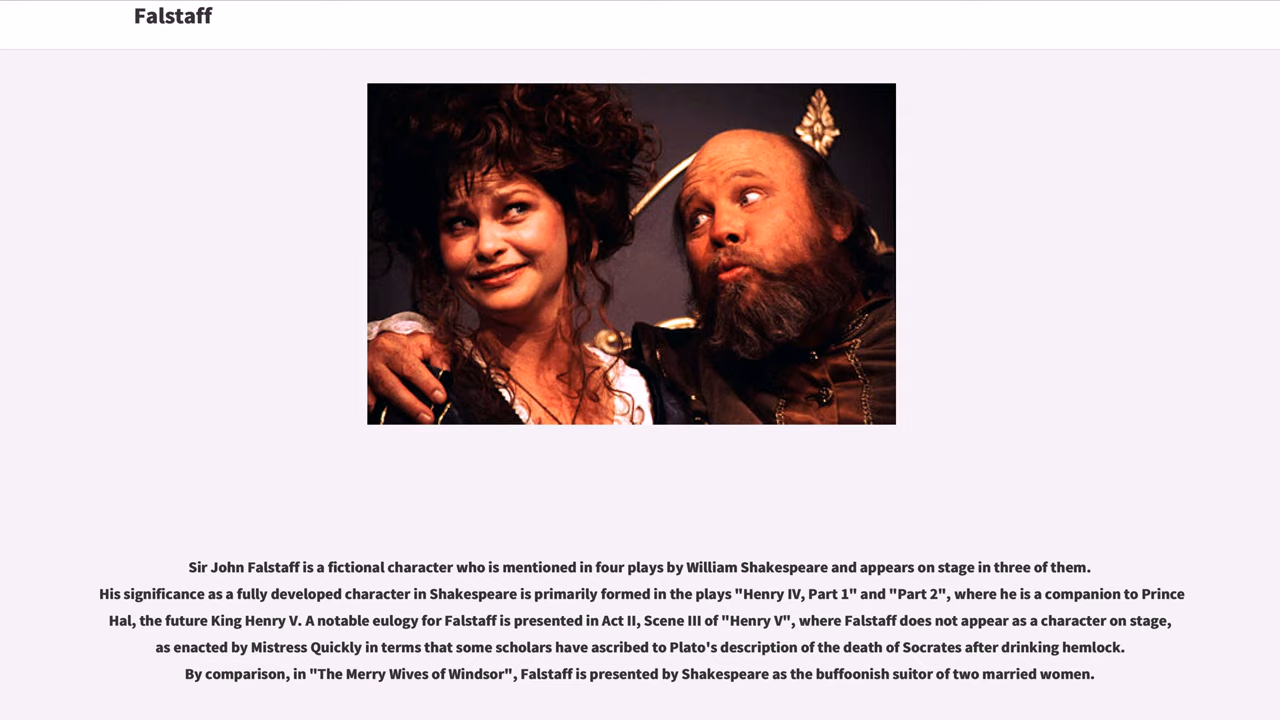 Falstaff
Sir John Falstaff is a fictional character who is mentioned in four plays by William Shakespeare and appears on stage in three of them.
His significance as a fully developed character in Shakespeare is primarily formed in the plays "Henry IV, Part 1" and "Part 2", where he is a companion to Prince
Hal, the future King Henry V. A notable eulogy for Falstaff is presented in Act II, Scene III of "Henry V", where Falstaff does not appear as a character on stage,
as enacted by Mistress Quickly in terms that some scholars have ascribed to Plato's description of the death of Socrates after drinking hemlock.
By comparison, in "The Merry Wives of Windsor", Falstaff is presented by Shakespeare as the buffoonish suitor of two married women.